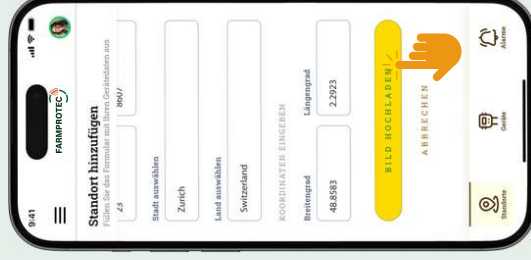 9:41
FARMPROTEC
Standort hinzufügen
Füllen Sie das Formular mit Ihren Gerätedaten aus
23 8607
Stadt auswählen
Zurich
Land auswählen
Switzerland
KOORDINATEN EINGEBEN
Breitengrad Längengrad
48.8583 2.2923
BILD HOCHLADEN
ABBRECHEN
Standorte Geräte Alarme